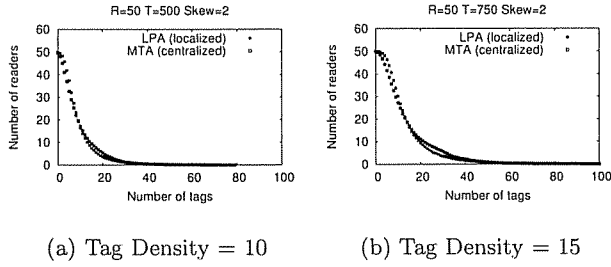 R=50 T=500 Skew=2
LPA (localized)
MTA (centralized)
Number of readers
60
50
40
30
20
10
0
0 20 40 60 80 100
Number of tags
(a) Tag Density = 10
R=50 T=750 Skew=2
LPA (localized)
MTA (centralized)
Number of readers
60
50
40
30
20
10
0
0 20 40 60 80 100
Number of tags
(b) Tag Density = 15